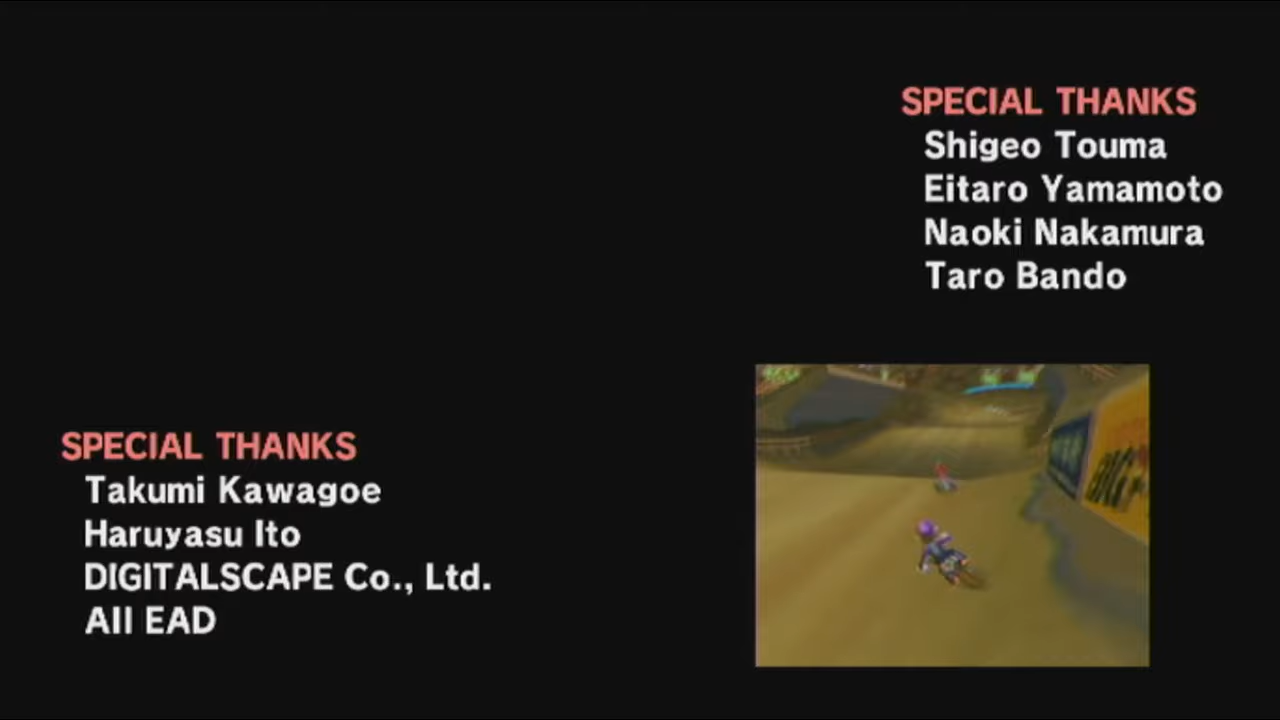 SPECIAL THANKS
Shigeo Touma
Eitaro Yamamoto
Naoki Nakamura
Taro Bando
SPECIAL THANKS
Takumi Kawagoe
Haruyasu Ito
DIGITALSCAPE Co., Ltd.
All EAD